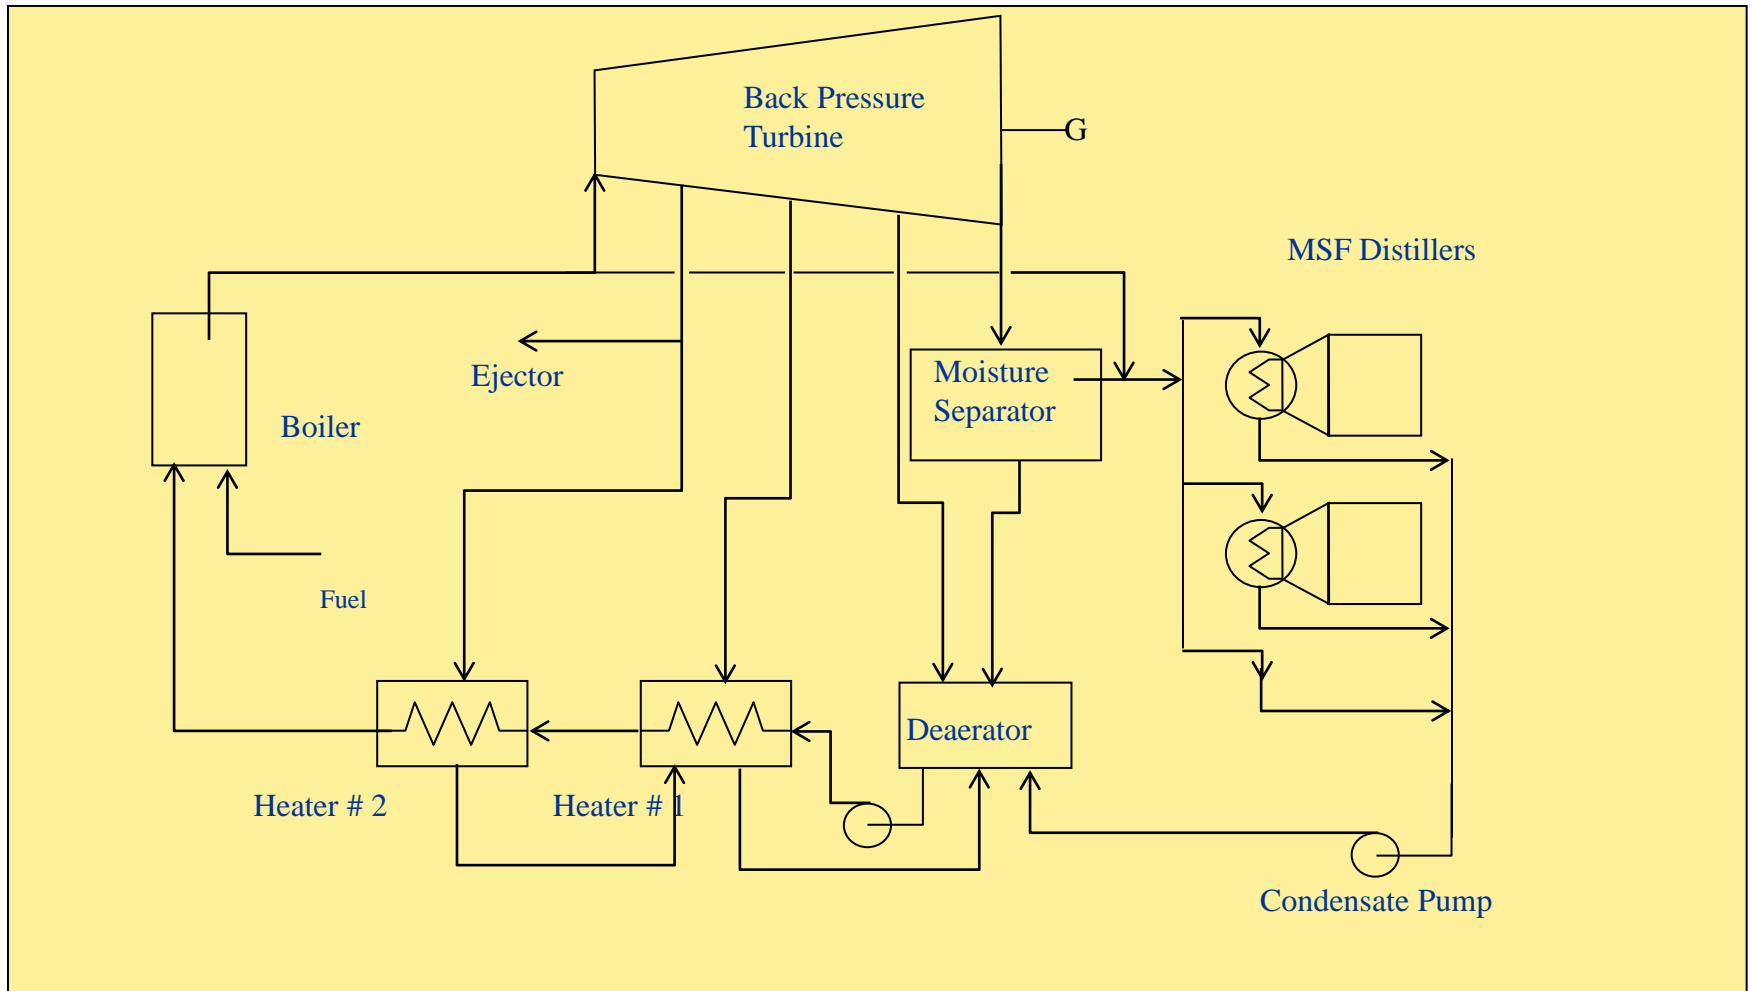 Back Pressure
Turbine
G
MSF Distillers
Moisture
Separator
Ejector
Boiler
Fuel
Deaerator
Heater # 2
Heater # 1
Condensate Pump